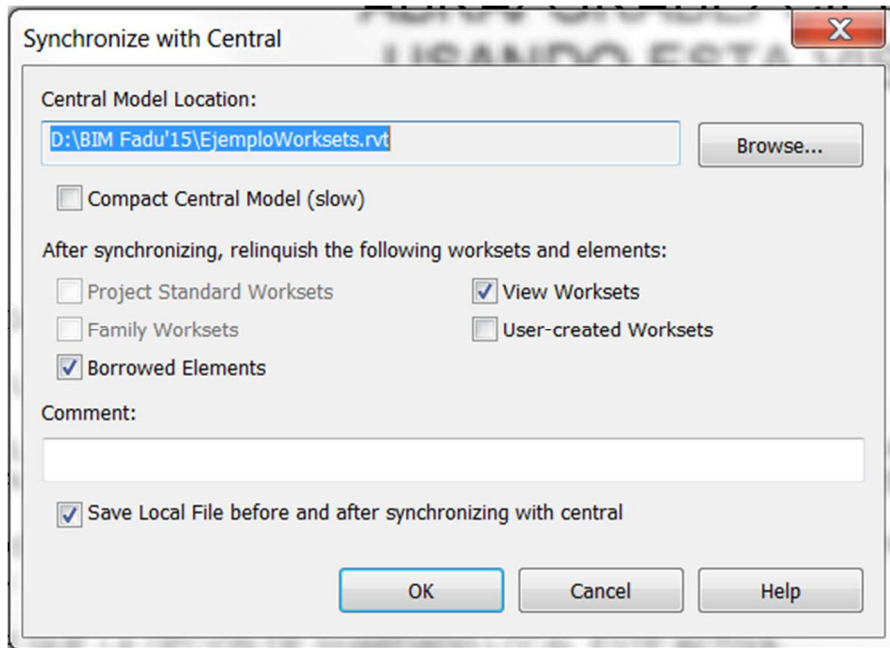 Synchronize with Central
Central Model Location:
D:\BIM Fadu'15\EjemploWorksets.rvt
Browse...
Compact Central Model (slow)
After synchronizing, relinquish the following worksets and elements:
Project Standard Worksets
View Worksets
Family Worksets
User-created Worksets
Borrowed Elements
Comment:
Save Local File before and after synchronizing with central
OK Cancel Help